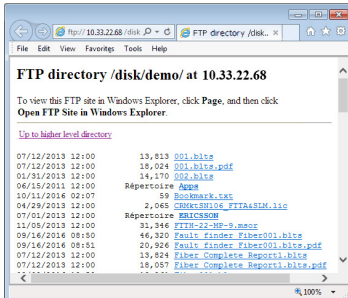 ftp://10.33.22.68/disk
FTP directory /disk..
File Edit View Favorites Tools Help
FTP directory /disk/demo/ at 10.33.22.68
To view this FTP site in Windows Explorer, click Page, and then click
Open FTP Site in Windows Explorer.
Up to higher level directory
07/12/2013 12:00 13,813 001.blts
07/12/2013 12:00 18,024 001.blts.pdf
01/31/2013 12:00 14,170 002.blts
06/15/2011 12:00 Répertoire Apps
10/11/2016 02:07 59 Bookmark.txt
04/29/2013 12:00 2,065 CRMktSN106_FTTA&SLM.lic
07/01/2013 12:00 Répertoire ERICSSON
11/05/2013 12:00 31,346 FTTH-22-MP-9.msor
09/16/2016 08:50 46,320 Fault finder Fiber001.blts
09/16/2016 08:51 20,926 Fault finder Fiber001.blts.pdf
07/12/2013 12:00 13,824 Fiber Complete Report1.blts
07/12/2013 12:00 18,057 Fiber Complete Report1.blts.pdf
100%